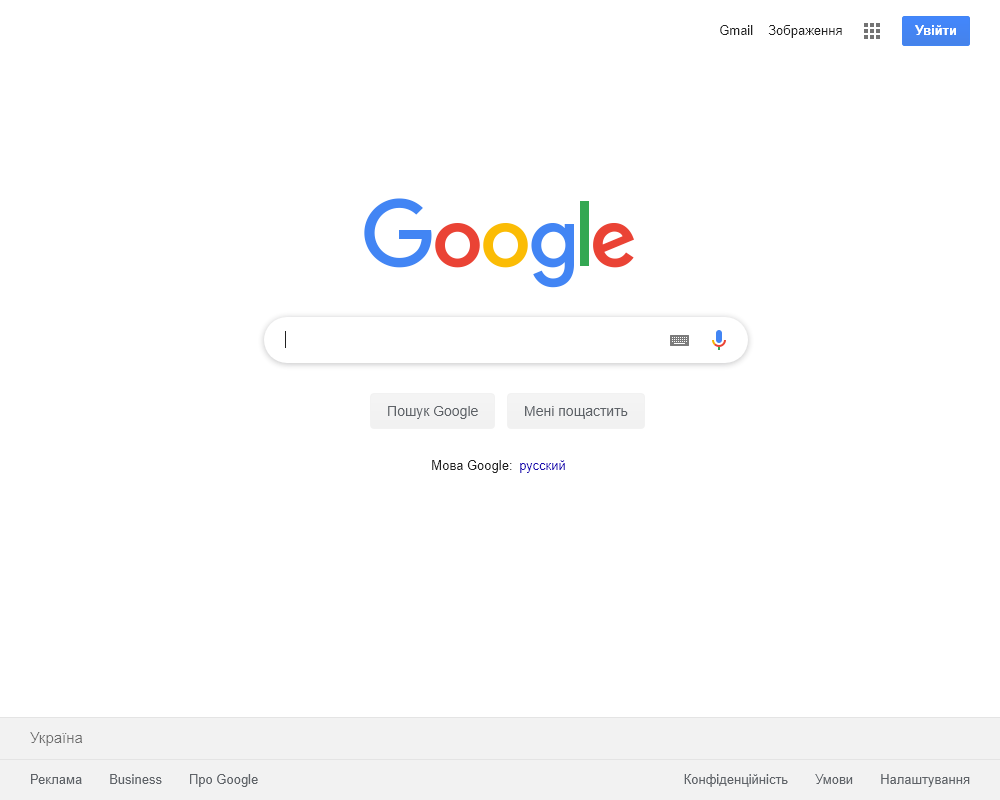 Gmail Зображення Увійти
Google
Пошук Google Мені пощастить
Мова Google: русский
Україна
Реклама Business Про Google Конфіденційність Умови Налаштування